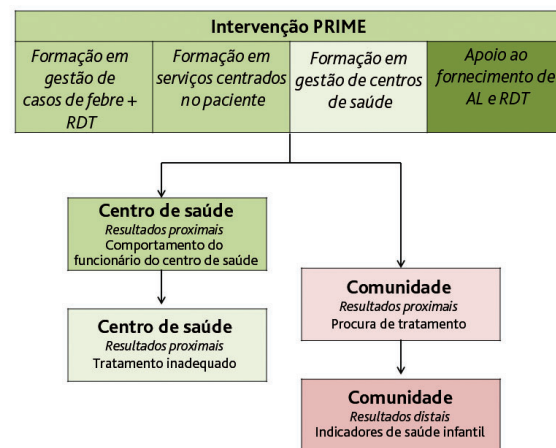 Intervenção PRIME
Formação em
gestão de
casos de febre +
RDT
Formação em
serviços centrados
no paciente
Formação em
gestão de centros
de saúde
Apoio ao
fornecimento de
AL e RDT
Centro de saúde
Resultados proximais
Comportamento do
funcionário do centro de saúde
Centro de saúde
Resultados proximais
Tratamento inadequado
Comunidade
Resultados proximais
Procura de tratamento
Comunidade
Resultados distais
Indicadores de saúde infantil